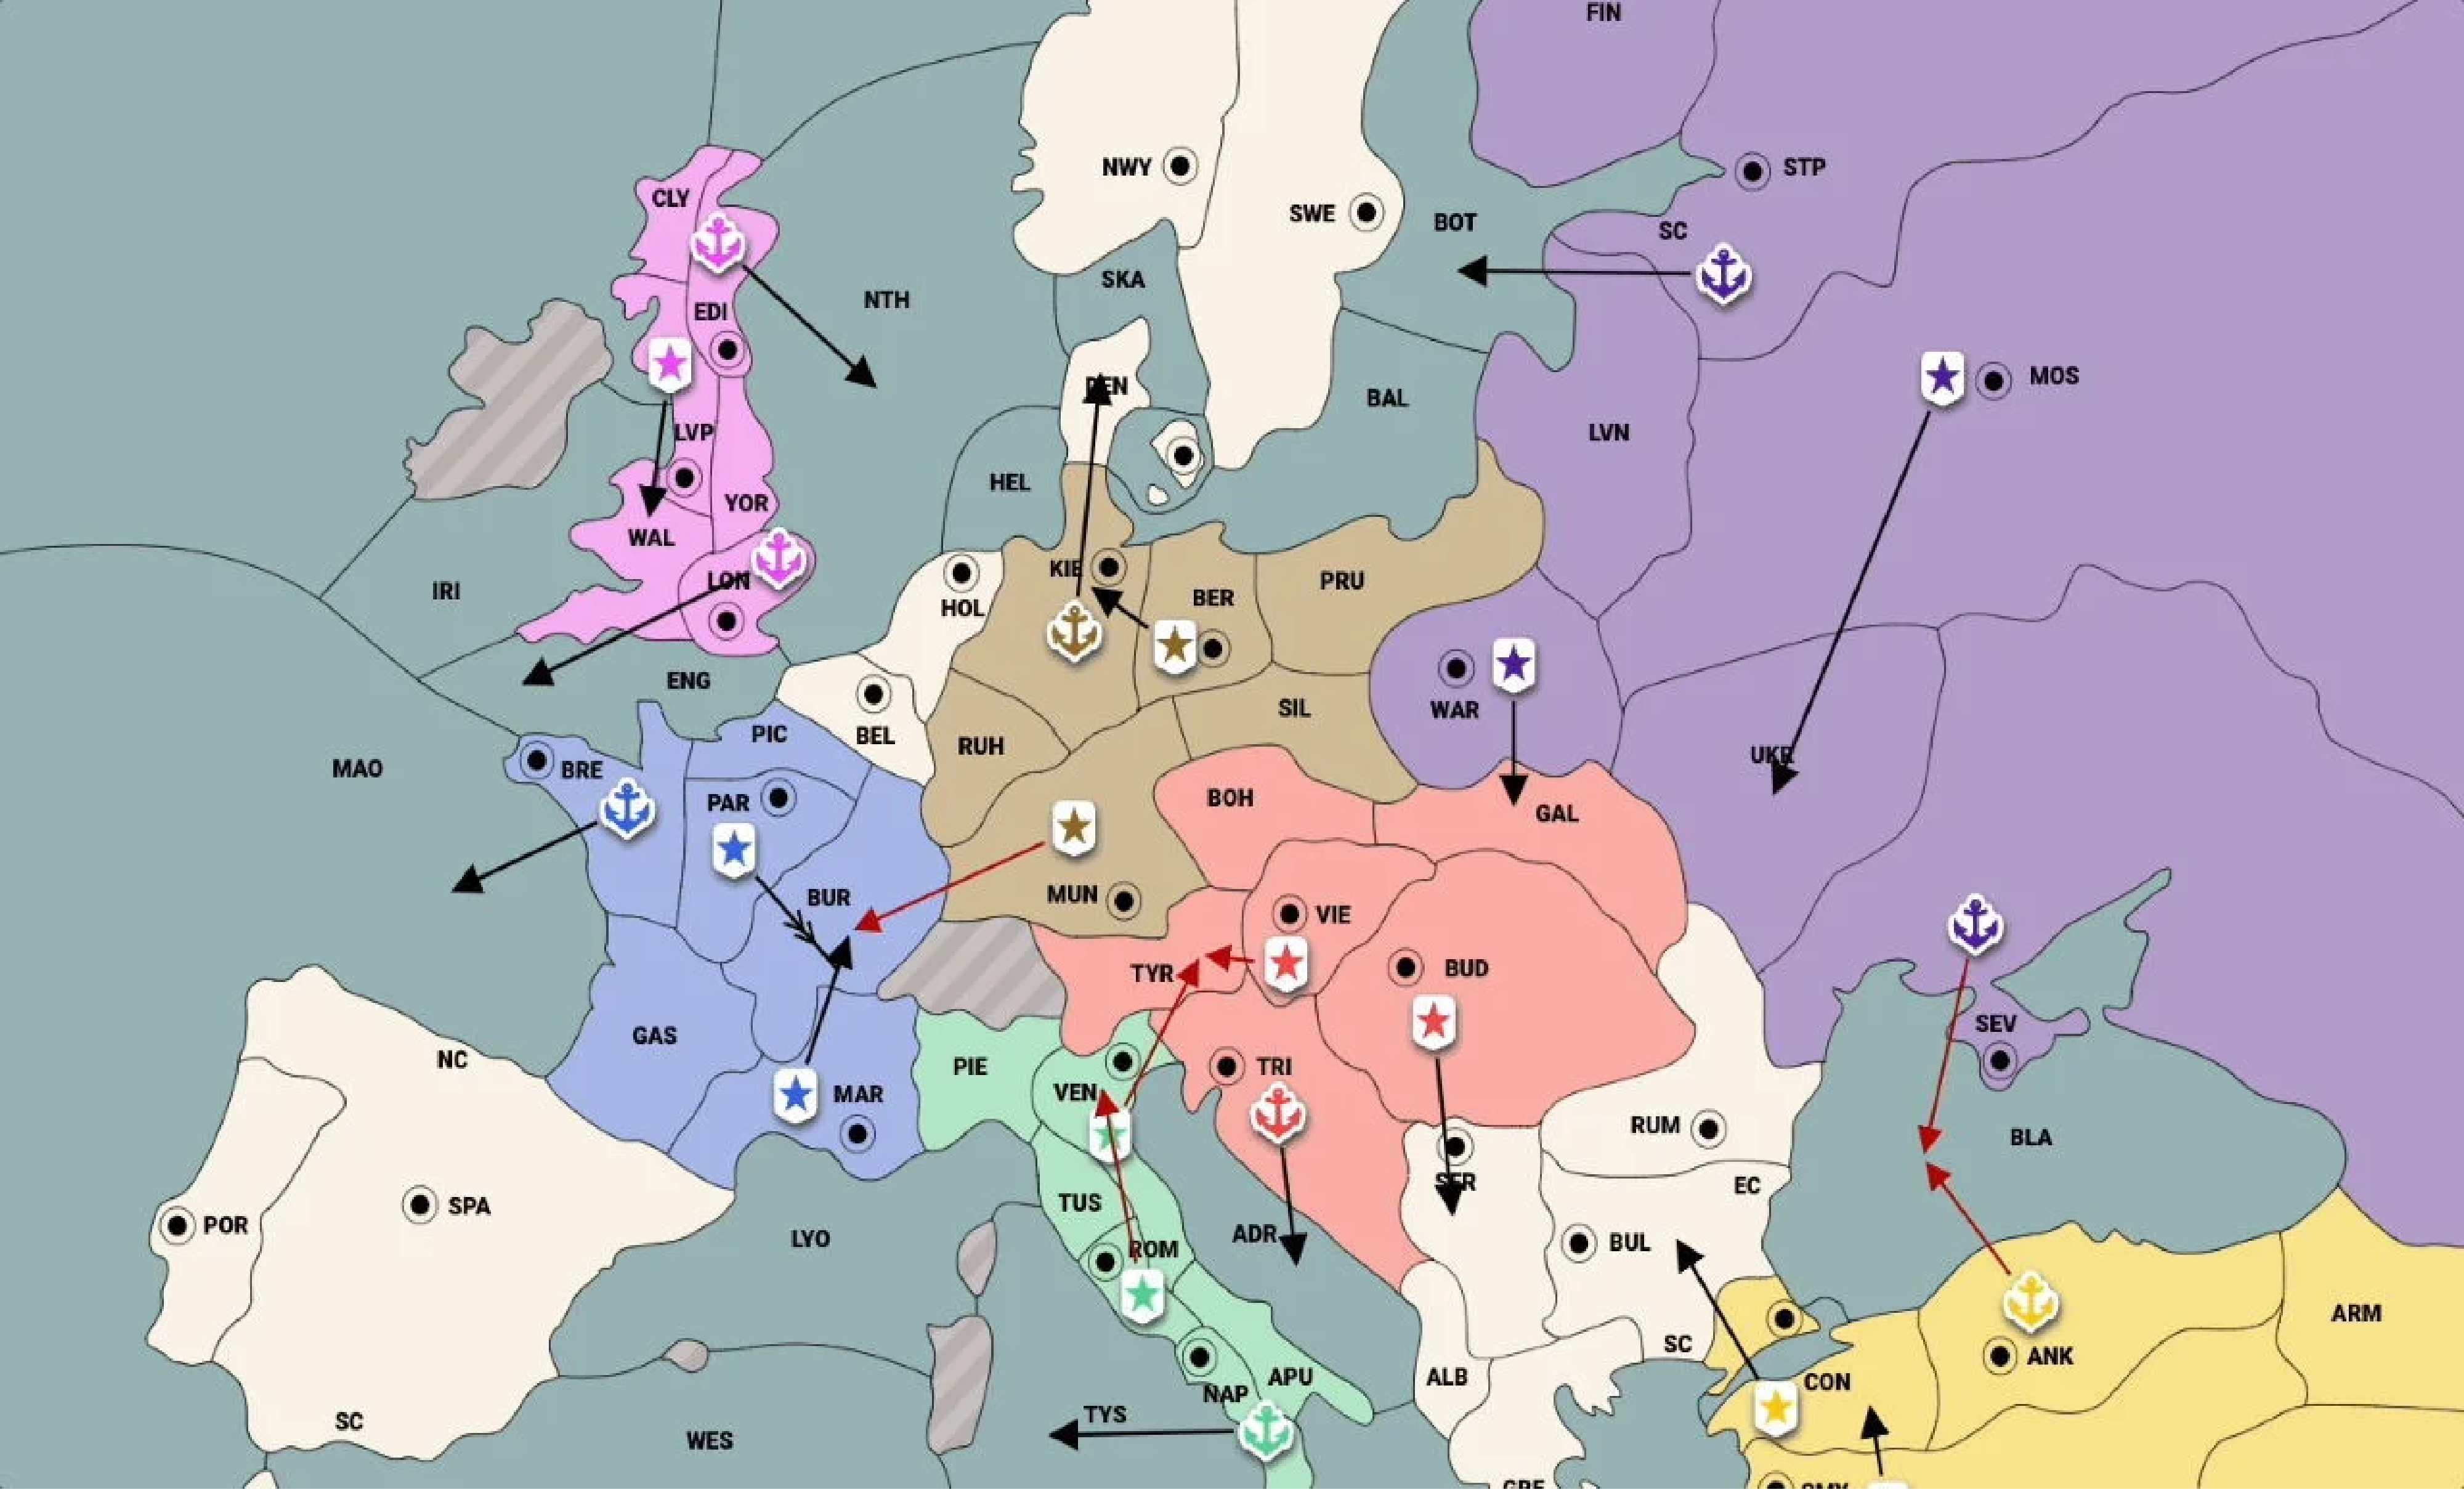 FIN
STP
NWY
CLY
SWE
BOT
SC
SKA
EDI
NTH
MOS
DEN
BAL
LVP
LVN
HEL
YOR
WAL
KIE
PRU
LON
IRI
BER
HOL
ENG
SIL
WAR
PIC
BEL
RUH
UKR
MAO
BRE
BOH
PAR
GAL
MUN
BUR
VIE
BUD
TYR
SEV
GAS
NC
PIE
TRI
VEN
MAR
RUM
BLA
SER
EC
TUS
SPA
POR
ADR
LYO
BUL
ROM
ARM
SC
ANK
ALB
APU
CON
NAP
TYS
SC
WES
GRE
SMY